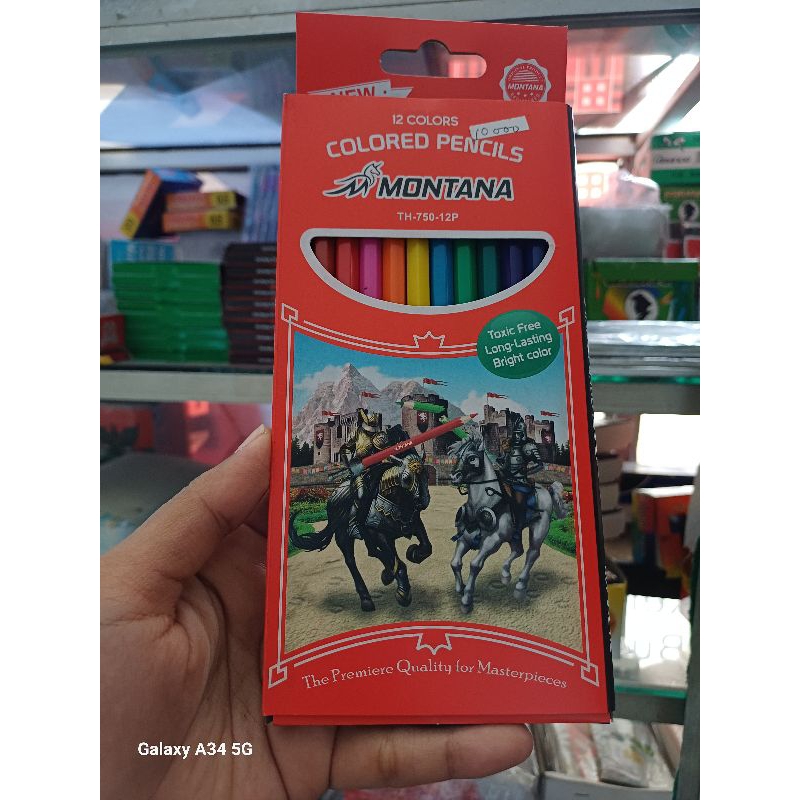 NEW
MONTANA
12 COLORS
10.000
COLORED PENCILS
MONTANA
TH-750-12P
Toxic Free
Long-Lasting
Bright color
The Premiere Quality for Masterpieces
Galaxy A34 5G